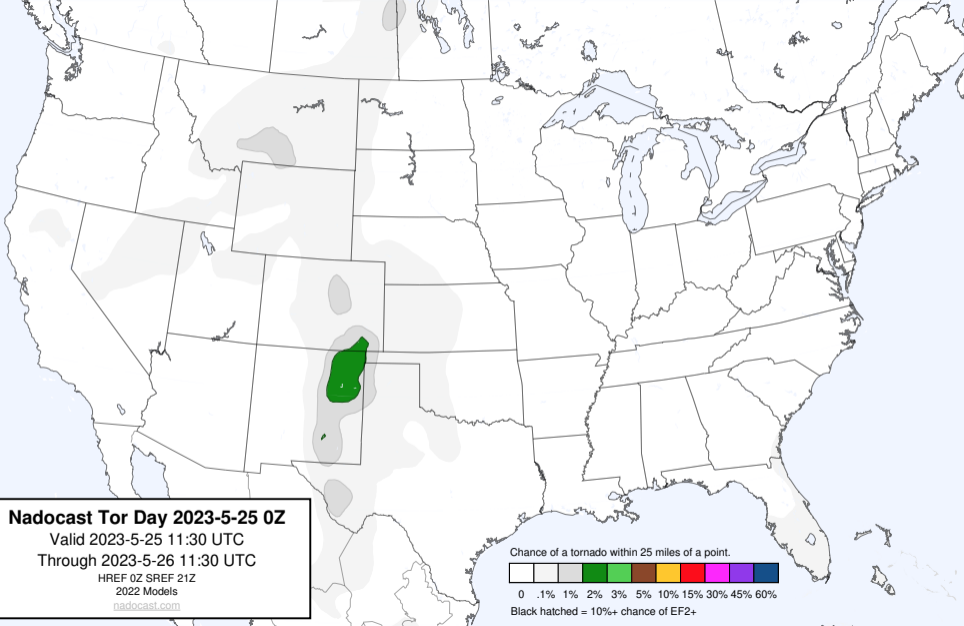 Nadocast Tor Day 2023-5-25 0Z
Valid 2023-5-25 11:30 UTC
Through 2023-5-26 11:30 UTC
HREF 0Z SREF 21Z
2022 Models
nadocast.com
Chance of a tornado within 25 miles of a point.
0 .1% 1% 2% 3% 5% 10% 15% 30% 45% 60%
Black hatched = 10%+ chance of EF2+